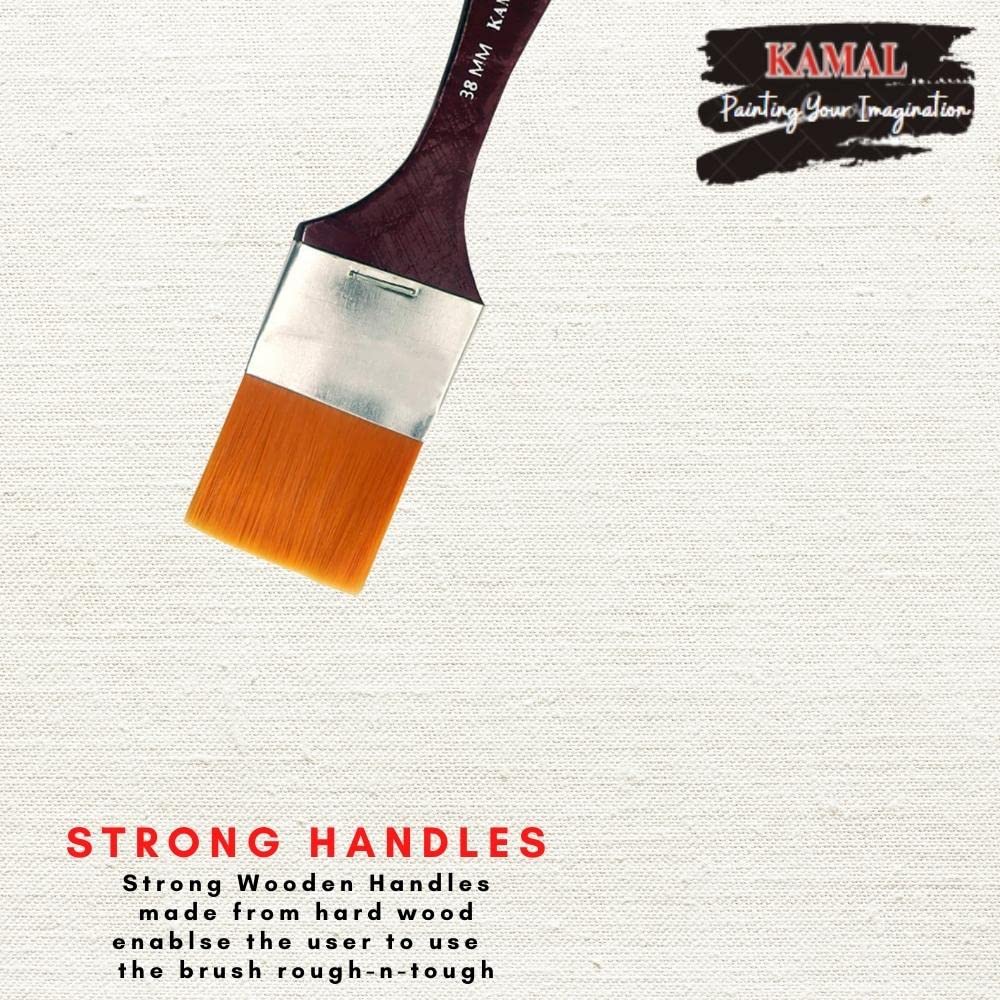 38 MM KAM
KAMAL
Painting Your Imagination
STRONG HANDLES
Strong Wooden Handles
made from hard wood
enablse the user to use
the brush rough-n-tough